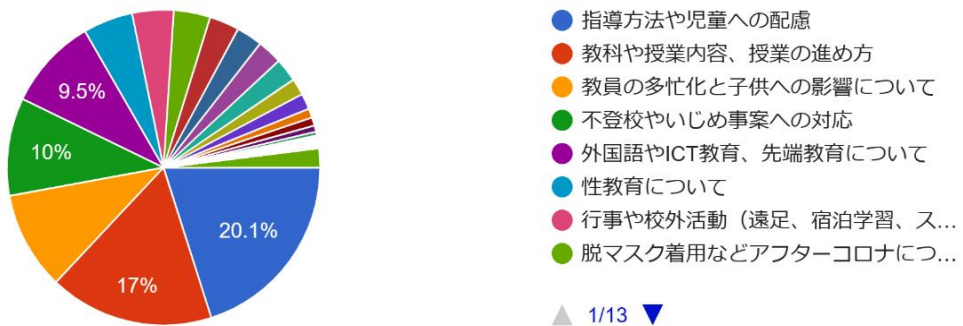 9.5%
10%
17%
20.1%
指導方法や児童への配慮
教科や授業内容、授業の進め方
教員の多忙化と子供への影響について
不登校やいじめ事案への対応
外国語やICT教育、先端教育について
性教育について
行事や校外活動（遠足、宿泊学習、ス...
脱マスク着用などアフターコロナにつ...
1/13